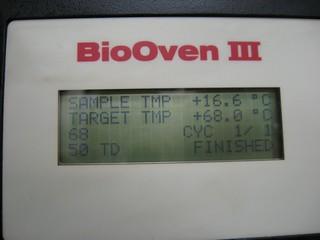 BioOven III
SAMPLE TMP +16.6 °C
TARGET TMP +68.0 °C
68 CYC 1/ 1
50 TD FINISHED